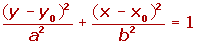 (y - y₀)²/a² + (x - x₀)²/b² = 1